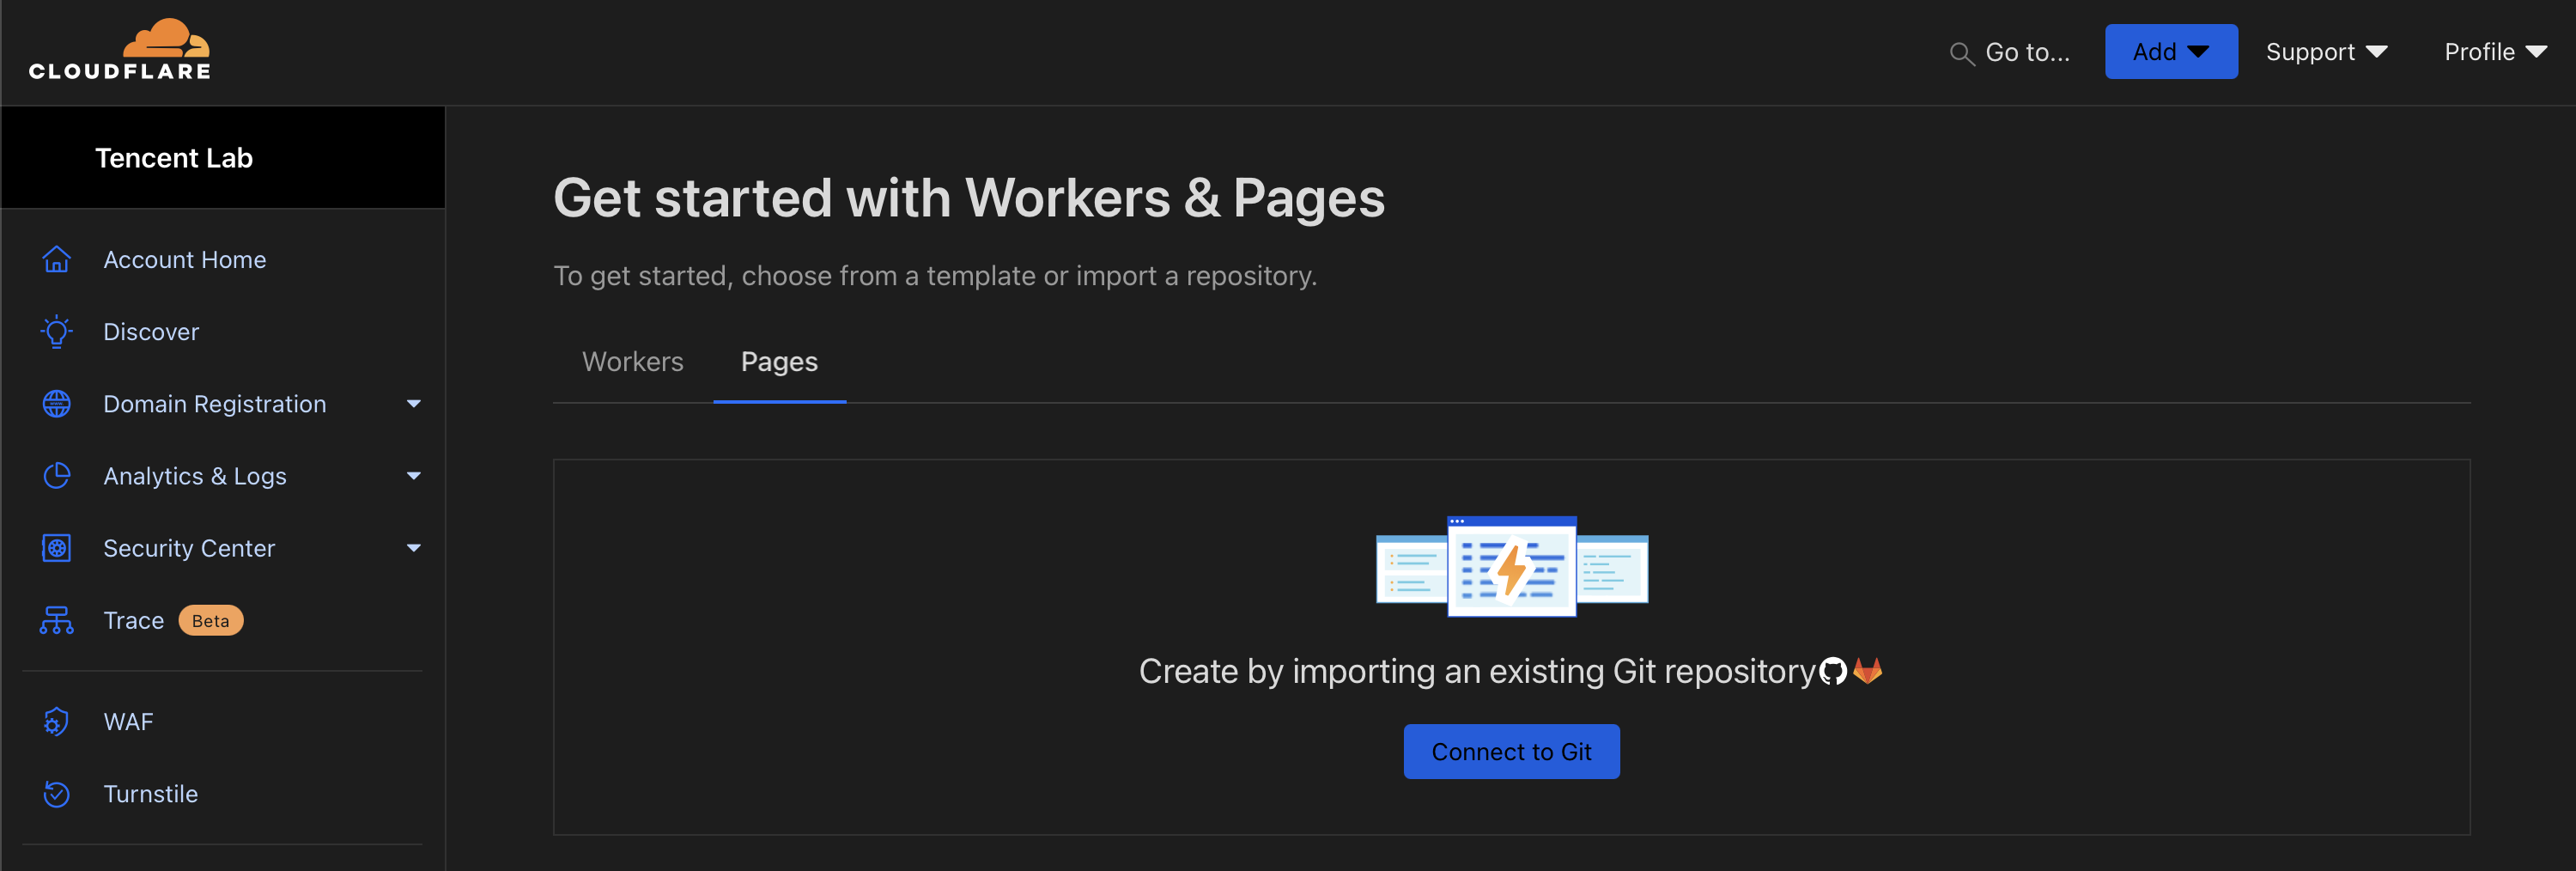 CLOUDFLARE
Go to...
Add
Support
Profile
Tencent Lab
Account Home
Discover
Domain Registration
Analytics & Logs
Security Center
Trace Beta
WAF
Turnstile
Get started with Workers & Pages
To get started, choose from a template or import a repository.
Workers
Pages
Create by importing an existing Git repository
Connect to Git